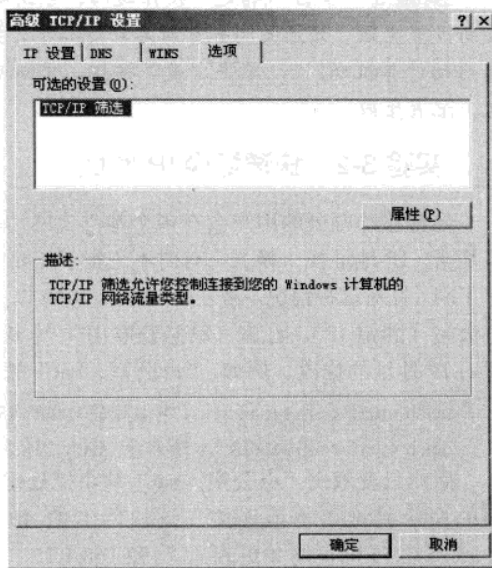 高级 TCP/IP 设置
IP 设置 DNS WINS 选项
可选的设置(O):
TCP/IP 筛选
属性(P)
描述:
TCP/IP 筛选允许您控制连接到您的 Windows 计算机的
TCP/IP 网络流量类型。
确定 取消